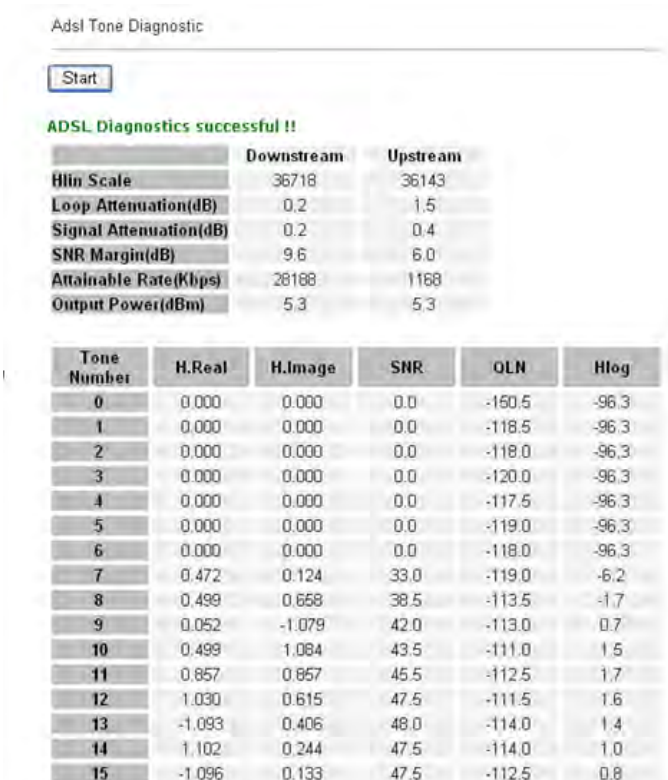 Adsl Tone Diagnostic
Start
ADSL Diagnostics successful !!
Downstream Upstream
Hlin Scale 36718 36143
Loop Attenuation(dB) 0.2 1.5
Signal Attenuation(dB) 0.2 0.4
SNR Margin(dB) 9.6 6.0
Attainable Rate(Kbps) 28188 1168
Output Power(dBm) 5.3 5.3
Tone Number H.Real H.Image SNR QLN Hlog
0 0.000 0.000 0.0 -160.5 -96.3
1 0.000 0.000 0.0 -118.5 -96.3
2 0.000 0.000 0.0 -118.0 -96.3
3 0.000 0.000 0.0 -120.0 -96.3
4 0.000 0.000 0.0 -117.5 -96.3
5 0.000 0.000 0.0 -119.0 -96.3
6 0.000 0.000 0.0 -118.0 -96.3
7 0.472 0.124 33.0 -119.0 -6.2
8 0.499 0.658 38.5 -113.5 -1.7
9 0.052 -1.079 42.0 -113.0 0.7
10 0.499 1.084 43.5 -111.0 1.5
11 0.857 0.857 45.5 -112.5 1.7
12 1.030 0.615 47.5 -111.5 1.6
13 -1.093 0.406 48.0 -114.0 1.4
14 1.102 0.244 47.5 -114.0 1.0
15 -1.096 0.133 47.5 -112.5 0.8